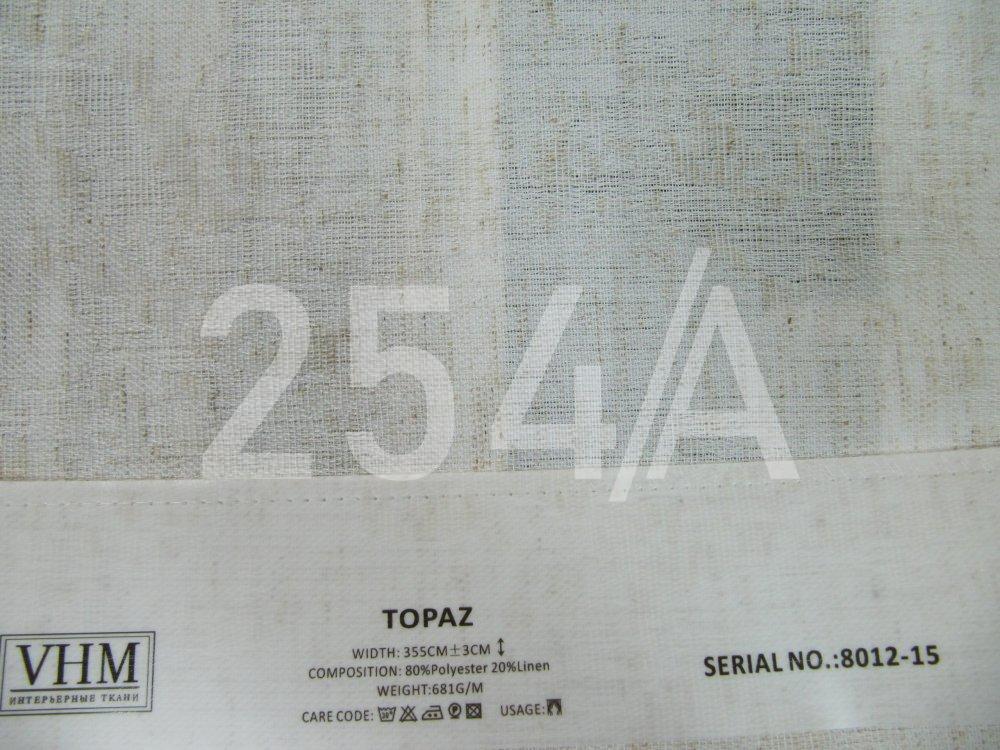 254/A
TOPAZ
WIDTH: 355CM±3CM
COMPOSITION: 80%Polyester 20%Linen
WEIGHT:681G/M
CARE CODE: USAGE:
VHM
ИНТЕРЬЕРНЫЕ ТКАНИ
SERIAL NO.:8012-15